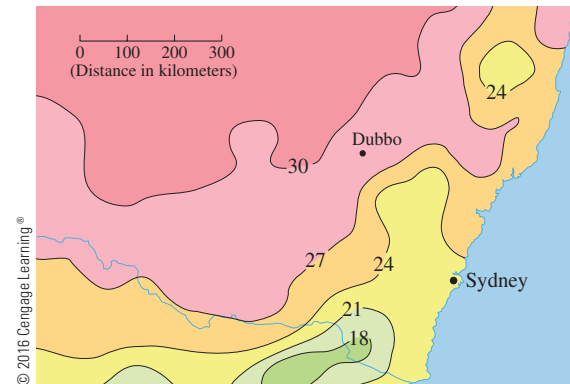 0 100 200 300
(Distance in kilometers)
24
Dubbo
30
27
24
Sydney
21
18
© 2016 Cengage Learning ®